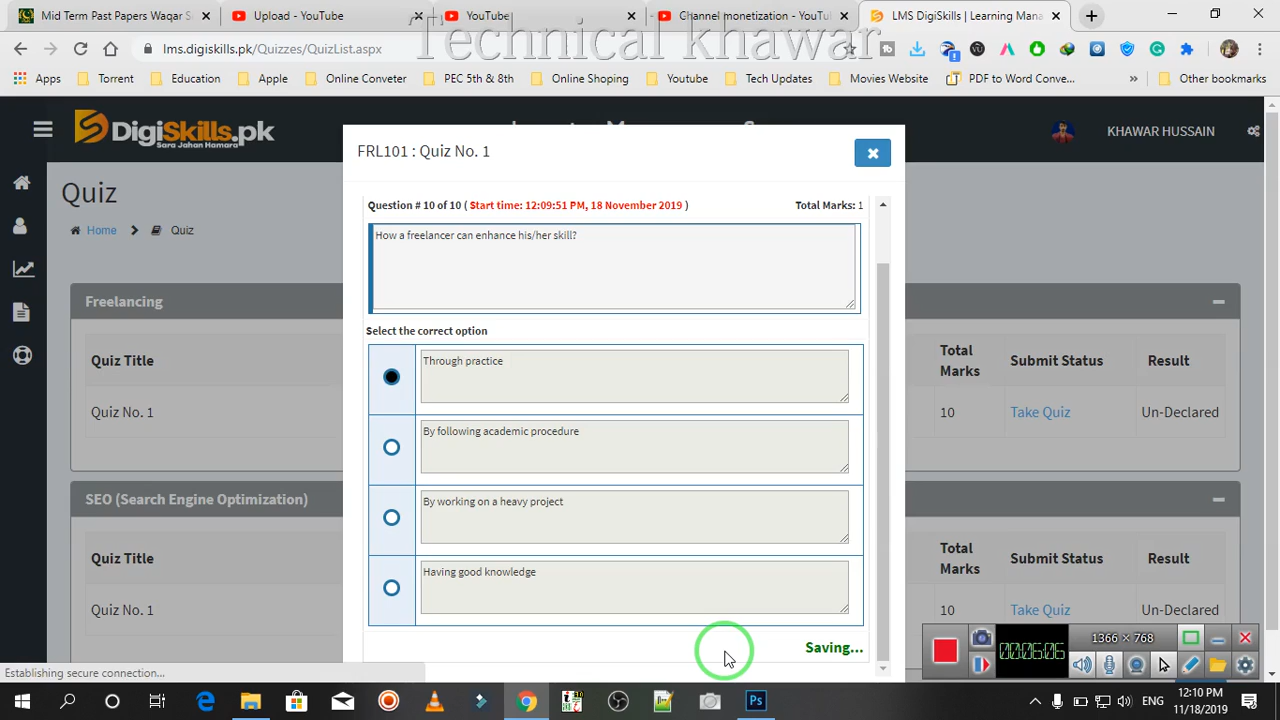 Mid Term Past Papers Waqar S
Upload - YouTube
YouTube
Channel monetization - YouTu
LMS DigiSkills | Learning Mana
lms.digiskills.pk/Quizzes/QuizList.aspx
Technical khawar
Apps
Torrent
Education
Apple
Online Conveter
PEC 5th & 8th
Online Shoping
Youtube
Tech Updates
Movies Website
PDF to Word Conve...
Other bookmarks
DigiSkills.pk
Sara Jahan Hamara
KHAWAR HUSSAIN
FRL101 : Quiz No. 1
Quiz
Home
Quiz
Question # 10 of 10 ( Start time: 12:09:51 PM, 18 November 2019 )
Total Marks: 1
How a freelancer can enhance his/her skill?
Select the correct option
Through practice
By following academic procedure
By working on a heavy project
Having good knowledge
Saving...
Freelancing
Quiz Title
Total Marks
Submit Status
Result
Quiz No. 1
10
Take Quiz
Un-Declared
SEO (Search Engine Optimization)
Quiz Title
Total Marks
Submit Status
Result
Quiz No. 1
10
Take Quiz
Un-Declared
1366 × 768
00:06:06
Establishing secure connection...
ENG
12:10 PM
11/18/2019